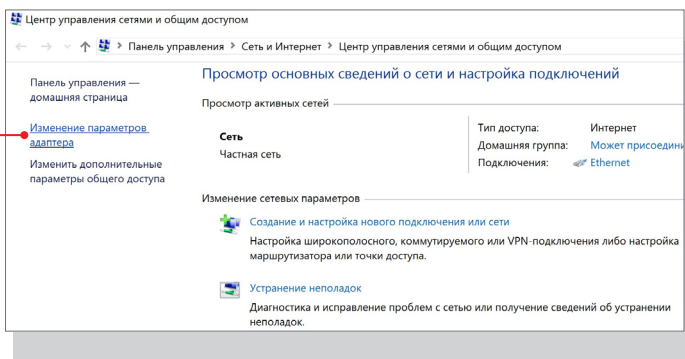 Центр управления сетями и общим доступом
Панель управления > Сеть и Интернет > Центр управления сетями и общим доступом
Панель управления —
домашняя страница
Изменение параметров
адаптера
Изменить дополнительные
параметры общего доступа
Просмотр основных сведений о сети и настройка подключений
Просмотр активных сетей
Сеть
Частная сеть
Тип доступа: Интернет
Домашняя группа: Может присоедини
Подключения: Ethernet
Изменение сетевых параметров
Создание и настройка нового подключения или сети
Настройка широкополосного, коммутируемого или VPN-подключения либо настройка
маршрутизатора или точки доступа.
Устранение неполадок
Диагностика и исправление проблем с сетью или получение сведений об устранении
неполадок.